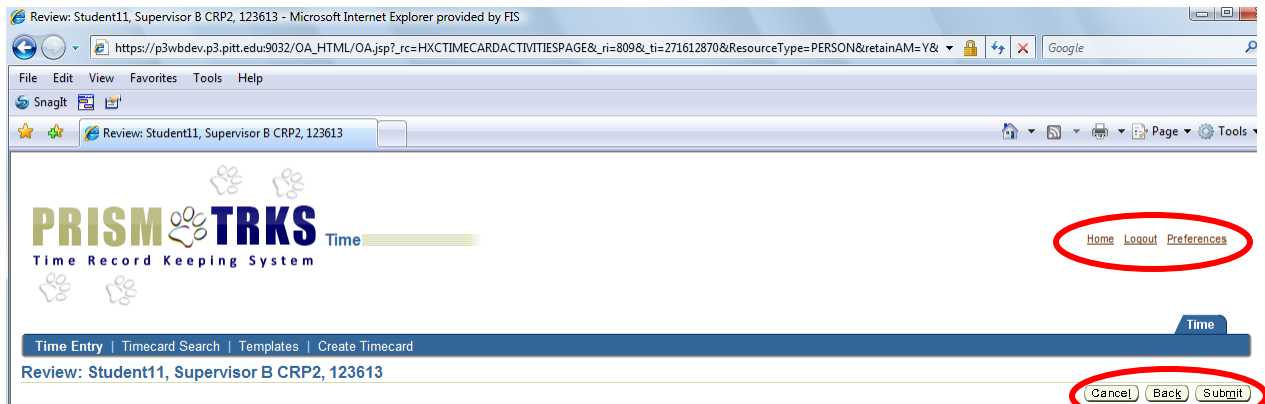 Review: Student11, Supervisor B CRP2, 123613 - Microsoft Internet Explorer provided by FIS
https://p3wbdev.p3.pitt.edu:9032/OA_HTML/OA.jsp?_rc=HXCTIMECARDACTIVITIESPAGE&_ri=809&_ti=271612870&ResourceType=PERSON&retainAM=Y& Google
File Edit View Favorites Tools Help
SnagIt
Review: Student11, Supervisor B CRP2, 123613 Page Tools
PRISM TRKS Time
Time Record Keeping System
Home Logout Preferences
Time
Time Entry | Timecard Search | Templates | Create Timecard
Review: Student11, Supervisor B CRP2, 123613
Cancel Back Submit